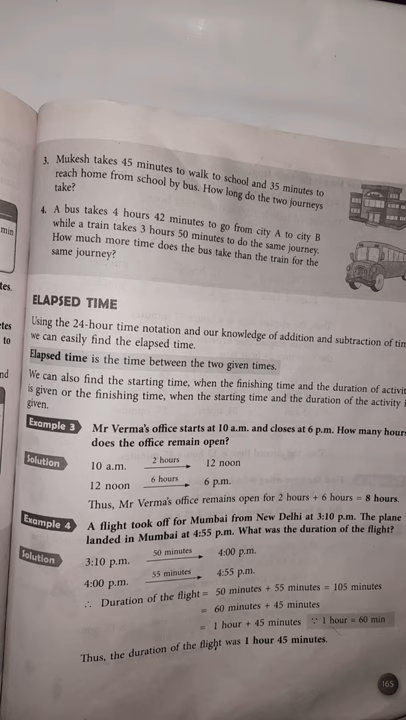 3. Mukesh takes 45 minutes to walk to school and 35 minutes to
reach home from school by bus. How long do the two journeys
take?
4. A bus takes 4 hours 42 minutes to go from city A to city B
while a train takes 3 hours 50 minutes to do the same journey.
How much more time does the bus take than the train for the
same journey?
min
tes.
tes
to
nd
ELAPSED TIME
Using the 24-hour time notation and our knowledge of addition and subtraction of tim
we can easily find the elapsed time.
Elapsed time is the time between the two given times.
We can also find the starting time, when the finishing time and the duration of activit
is given or the finishing time, when the starting time and the duration of the activity i
given.
Example 3 Mr Verma's office starts at 10 a.m. and closes at 6 p.m. How many hours
does the office remain open?
Solution 10 a.m. 2 hours 12 noon
12 noon 6 hours 6 p.m.
Thus, Mr Verma's office remains open for 2 hours + 6 hours = 8 hours.
Example 4 A flight took off for Mumbai from New Delhi at 3:10 p.m. The plane
landed in Mumbai at 4:55 p.m. What was the duration of the flight?
Solution 3:10 p.m. 50 minutes 4:00 p.m.
4:00 p.m. 55 minutes 4:55 p.m.
∴ Duration of the flight = 50 minutes + 55 minutes = 105 minutes
= 60 minutes + 45 minutes
= 1 hour + 45 minutes ∵ 1 hour = 60 min
Thus, the duration of the flight was 1 hour 45 minutes.
165